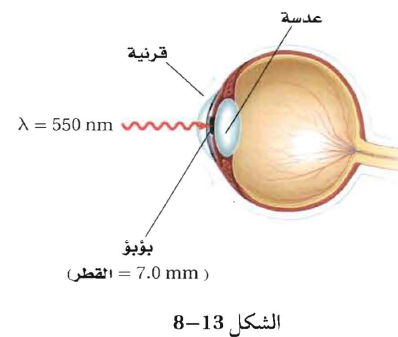 عدسة
قرنية
λ = 550 nm
بؤبؤ
(القطر = 7.0 mm)
الشكل 13–8